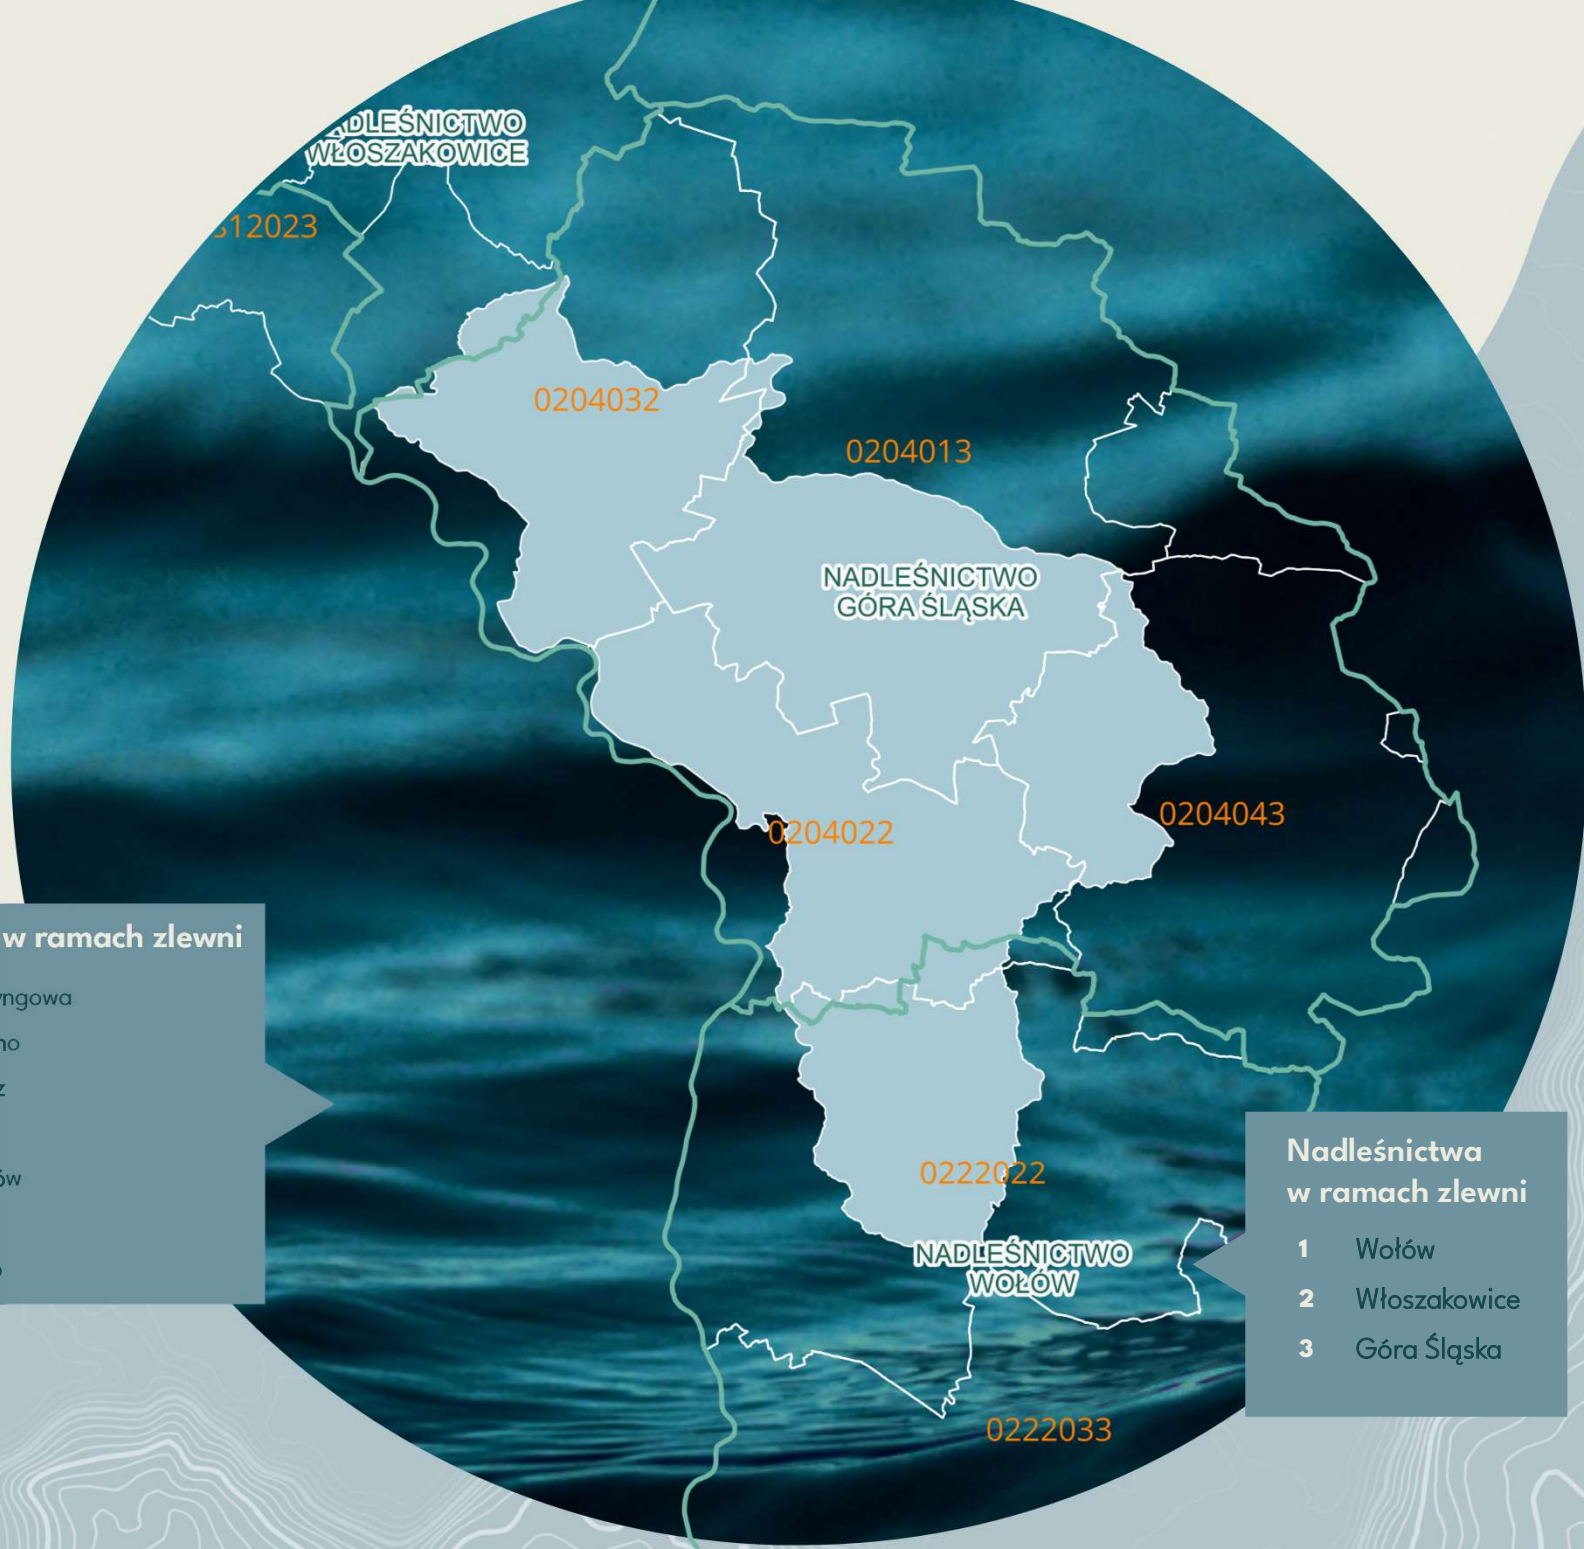 WŁOSZAKOWICE
12023
0204032
0204013
NADLEŚNICTWO
GÓRA ŚLĄSKA
0204022
0204043
w ramach zlewni
0222022
NADLEŚNICTWO
WOŁÓW
0222033
Nadleśnictwa
w ramach zlewni
1 Wołów
2 Włoszakowice
3 Góra Śląska